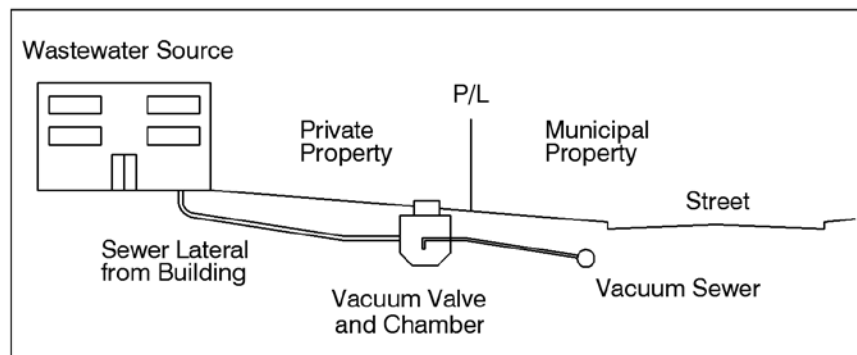 Wastewater Source
P/L
Private
Property
Municipal
Property
Street
Sewer Lateral
from Building
Vacuum Valve
and Chamber
Vacuum Sewer